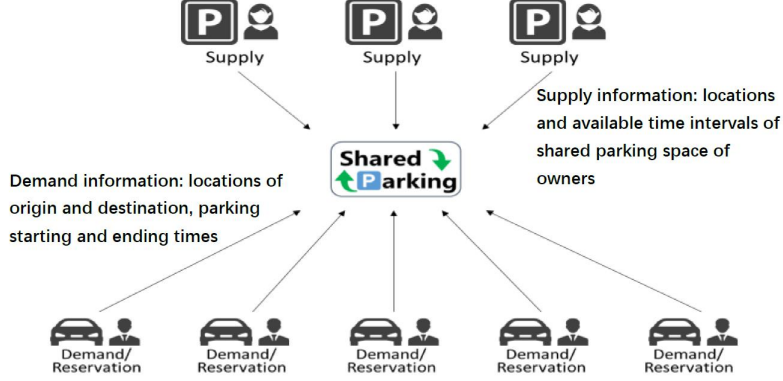 P
P
P
Supply
Supply
Supply
Supply information: locations
and available time intervals of
shared parking space of
owners
Shared
Parking
Demand information: locations of
origin and destination, parking
starting and ending times
Demand/
Reservation
Demand/
Reservation
Demand/
Reservation
Demand/
Reservation
Demand/
Reservation